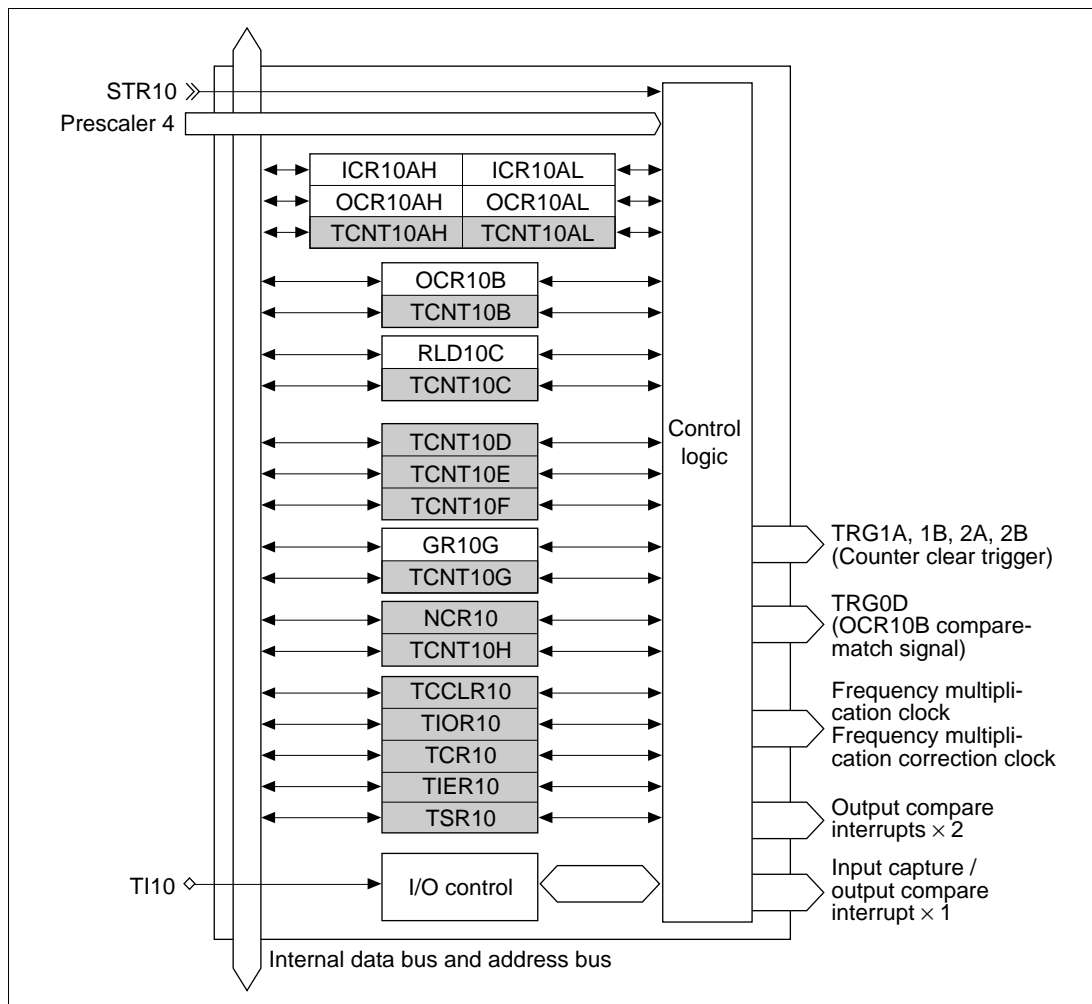 STR10
Prescaler 4
ICR10AH ICR10AL
OCR10AH OCR10AL
TCNT10AH TCNT10AL
OCR10B
TCNT10B
RLD10C
TCNT10C
TCNT10D
TCNT10E
TCNT10F
GR10G
TCNT10G
NCR10
TCNT10H
TCCLR10
TIOR10
TCR10
TIER10
TSR10
TI10
I/O control
Control
logic
TRG1A, 1B, 2A, 2B
(Counter clear trigger)
TRG0D
(OCR10B compare-
match signal)
Frequency multipli-
cation clock
Frequency multipli-
cation correction clock
Output compare
interrupts × 2
Input capture /
output compare
interrupt × 1
Internal data bus and address bus